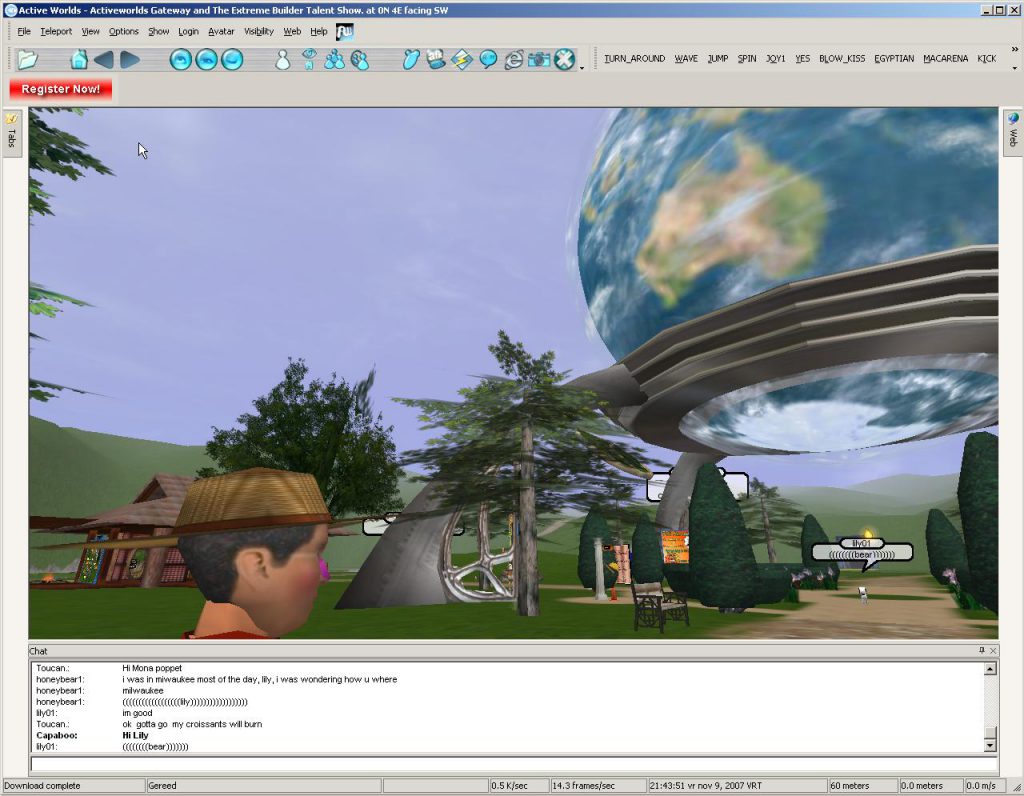 Active Worlds - Activeworlds Gateway and The Extreme Builder Talent Show. at 0N 4E facing SW
File Teleport View Options Show Login Avatar Visibility Web Help
TURN_AROUND WAVE JUMP SPIN JOY1 YES BLOW_KISS EGYPTIAN MACARENA KICK
Register Now!
Tabs
Web
lily01
((((((((bear)))))))
Chat
Toucan.: Hi Mona poppet
honeybear1: i was in miwaukee most of the day, lily, i was wondering how u where
honeybear1: milwaukee
honeybear1: ((((((((((((((((((lily))))))))))))))))))
lily01: im good
Toucan.: ok gotta go my croissants will burn
Capaboo: Hi Lily
lily01: ((((((((bear)))))))
Download complete Gereed 0.5 K/sec 14.3 frames/sec 21:43:51 vr nov 9, 2007 VRT 60 meters 0.0 meters 0.0 m/s